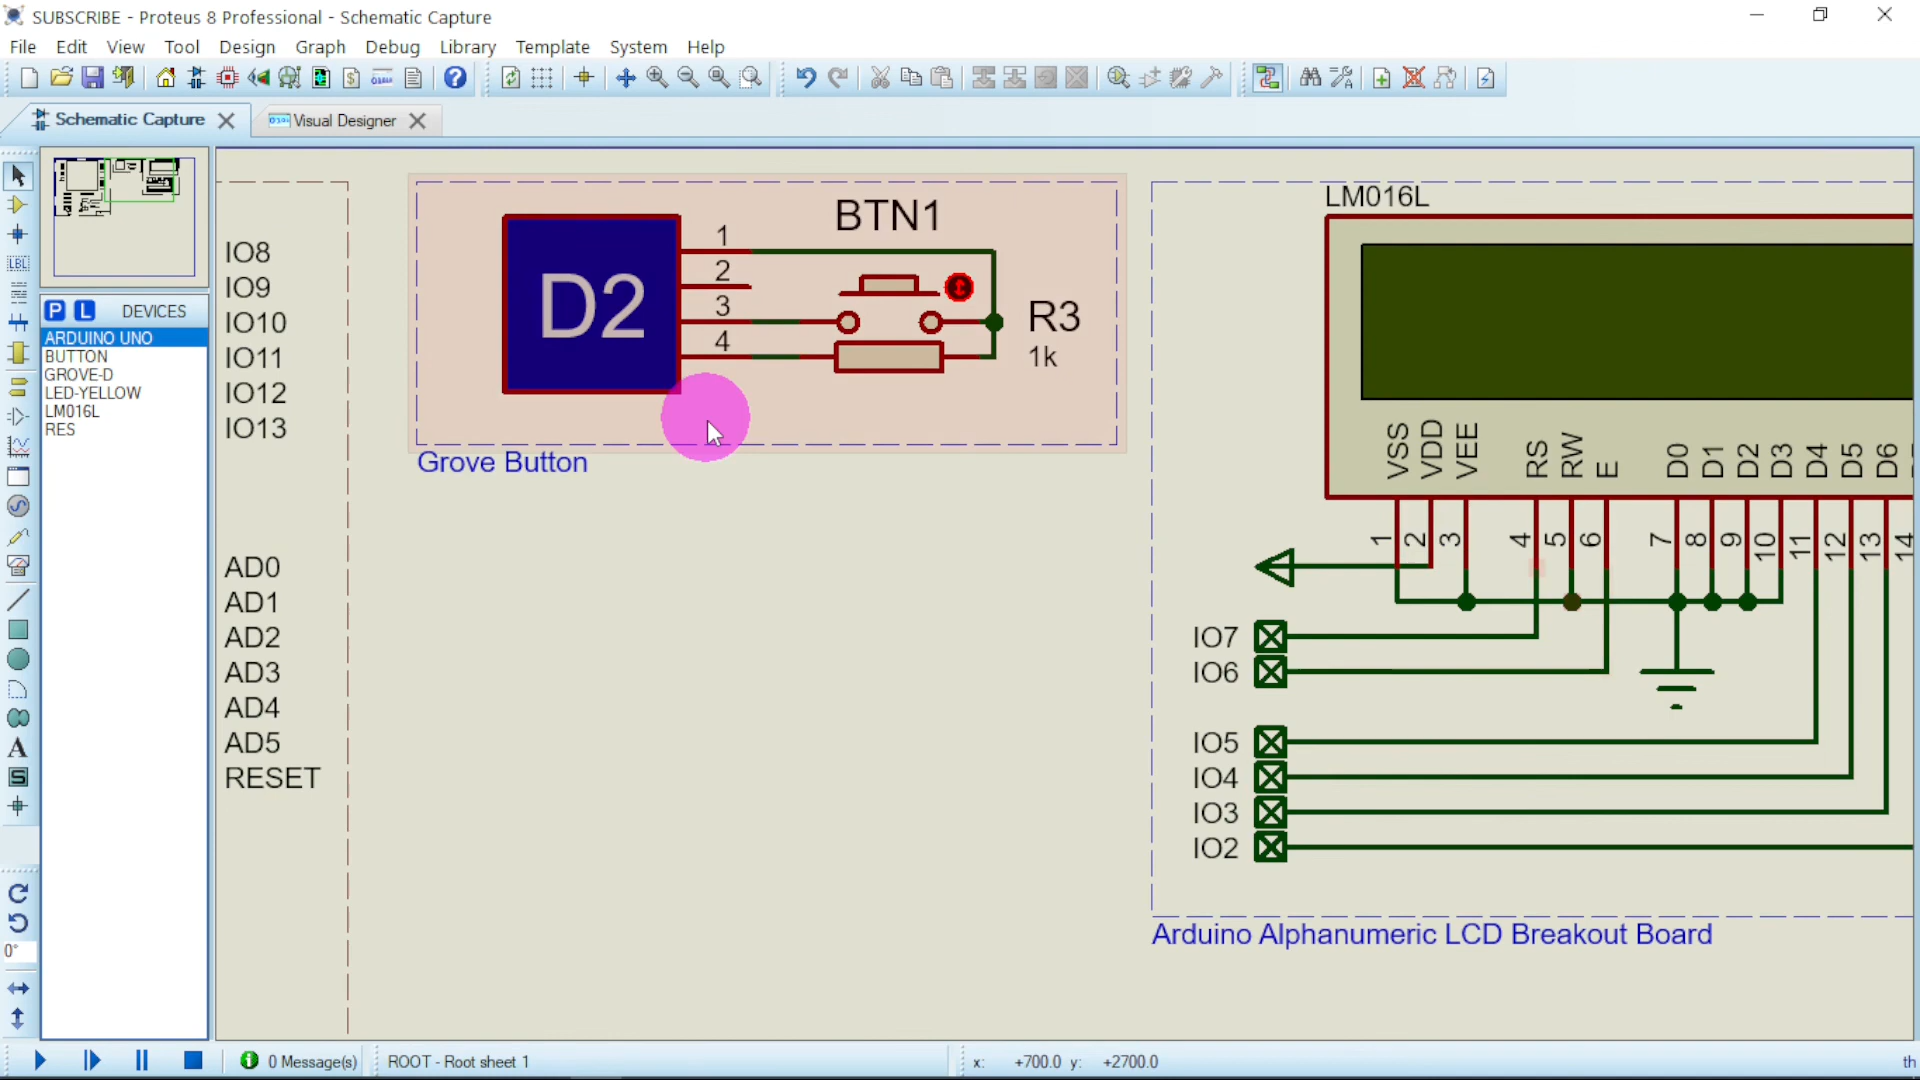 SUBSCRIBE - Proteus 8 Professional - Schematic Capture
File Edit View Tool Design Graph Debug Library Template System Help
Schematic Capture
Visual Designer
P L DEVICES
ARDUINO UNO
BUTTON
GROVE-D
LED-YELLOW
LM016L
RES
LBL
A
S
0°
IO8
IO9
IO10
IO11
IO12
IO13
AD0
AD1
AD2
AD3
AD4
AD5
RESET
D2
1
2
3
4
BTN1
R3
1k
Grove Button
LM016L
VSS VDD VEE RS RW E D0 D1 D2 D3 D4 D5 D6
1 2 3 4 5 6 7 8 9 10 11 12 13 14
IO7
IO6
IO5
IO4
IO3
IO2
Arduino Alphanumeric LCD Breakout Board
0 Message(s)
ROOT - Root sheet 1
x: +700.0 y: +2700.0
th